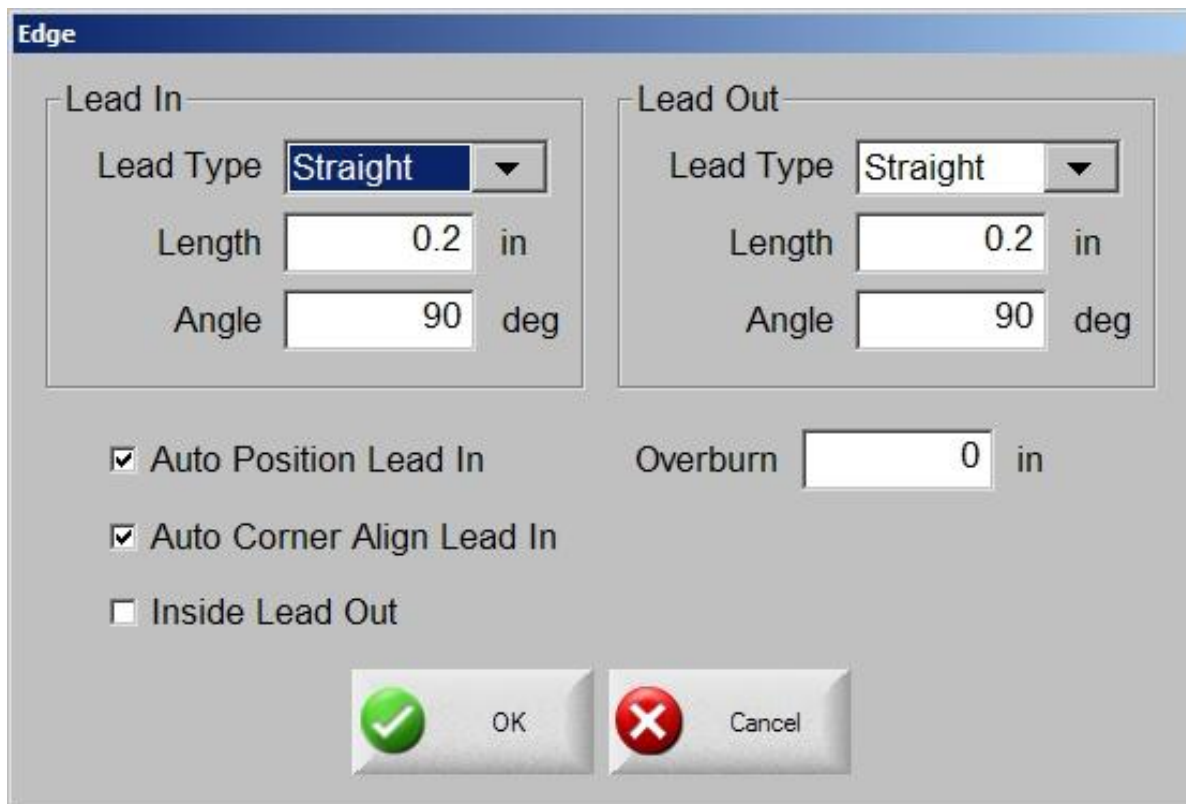 Edge
Lead In
Lead Type Straight
Length 0.2 in
Angle 90 deg
Lead Out
Lead Type Straight
Length 0.2 in
Angle 90 deg
Auto Position Lead In
Overburn 0 in
Auto Corner Align Lead In
Inside Lead Out
OK
Cancel